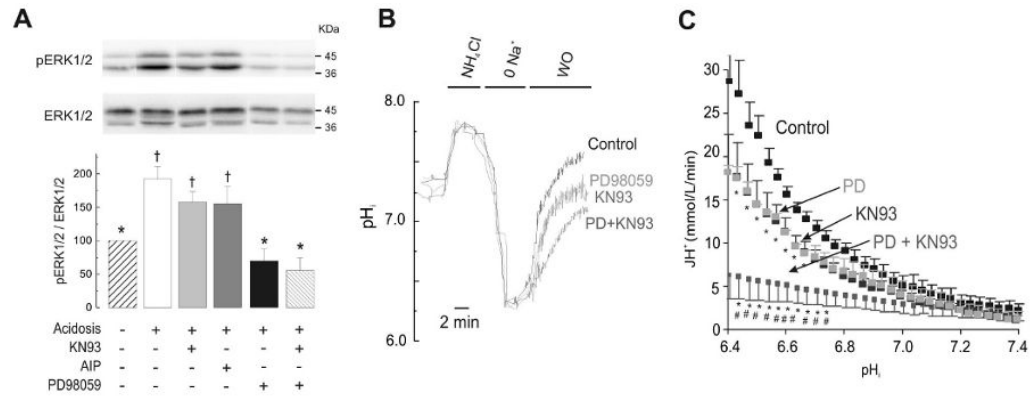 A
KDa
pERK1/2
45
36
ERK1/2
45
36
pERK1/2 / ERK1/2
200
150
100
50
0
* † † † * *
Acidosis - + + + + +
KN93 - - + - - +
AIP - - - + - -
PD98059 - - - - + +
B
NH₄Cl
0 Na⁺
WO
8.0
7.0
6.0
pHᵢ
Control
PD98059
KN93
PD+KN93
2 min
C
JH⁺ (mmol/L/min)
30
25
20
15
10
5
0
Control
PD
KN93
PD + KN93
6.4 6.6 6.8 7.0 7.2 7.4
pHᵢ